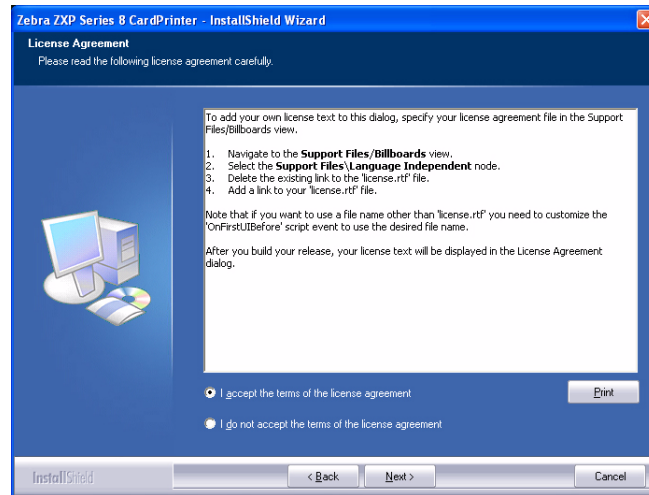 Zebra ZXP Series 8 CardPrinter - InstallShield Wizard
License Agreement
Please read the following license agreement carefully.
To add your own license text to this dialog, specify your license agreement file in the Support
Files/Billboards view.
1. Navigate to the Support Files/Billboards view.
2. Select the Support Files\Language Independent node.
3. Delete the existing link to the 'license.rtf' file.
4. Add a link to your 'license.rtf' file.
Note that if you want to use a file name other than 'license.rtf' you need to customize the
'OnFirstUIBefore' script event to use the desired file name.
After you build your release, your license text will be displayed in the License Agreement
dialog.
I accept the terms of the license agreement
Print
I do not accept the terms of the license agreement
InstallShield
< Back
Next >
Cancel